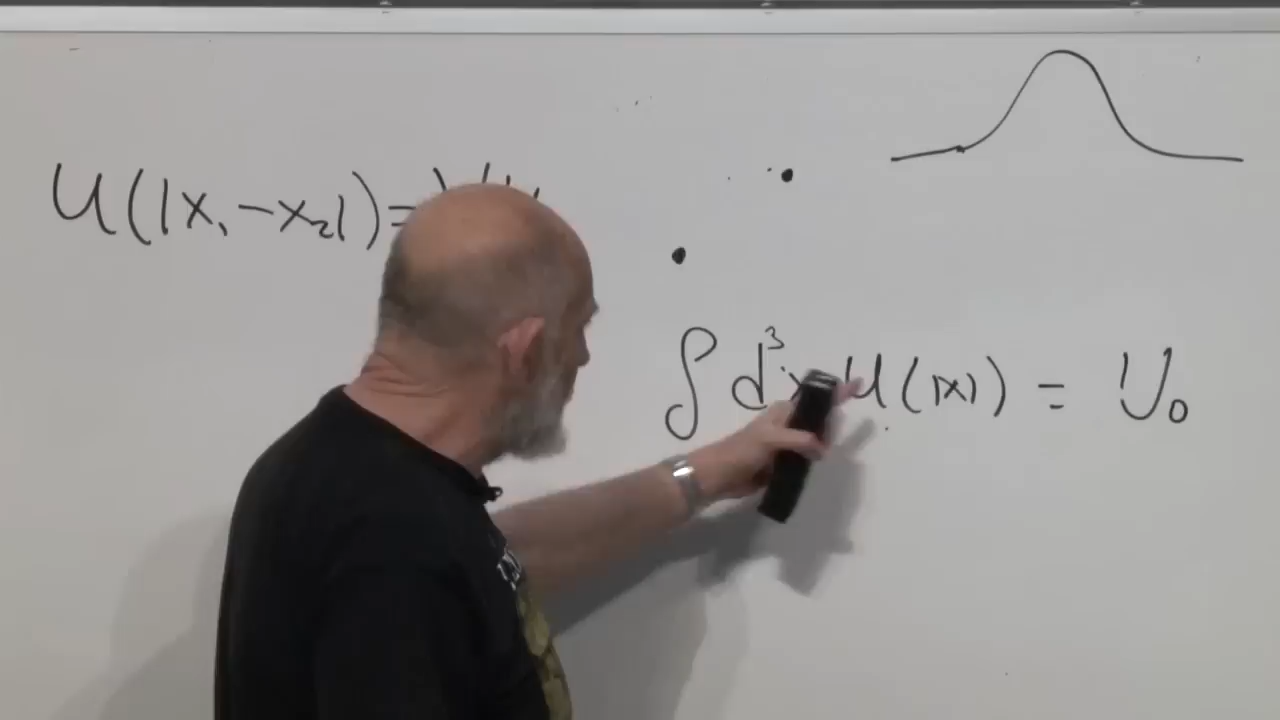 U(|x₁-x₂|)=
∫ d³x U(|x|) = U₀